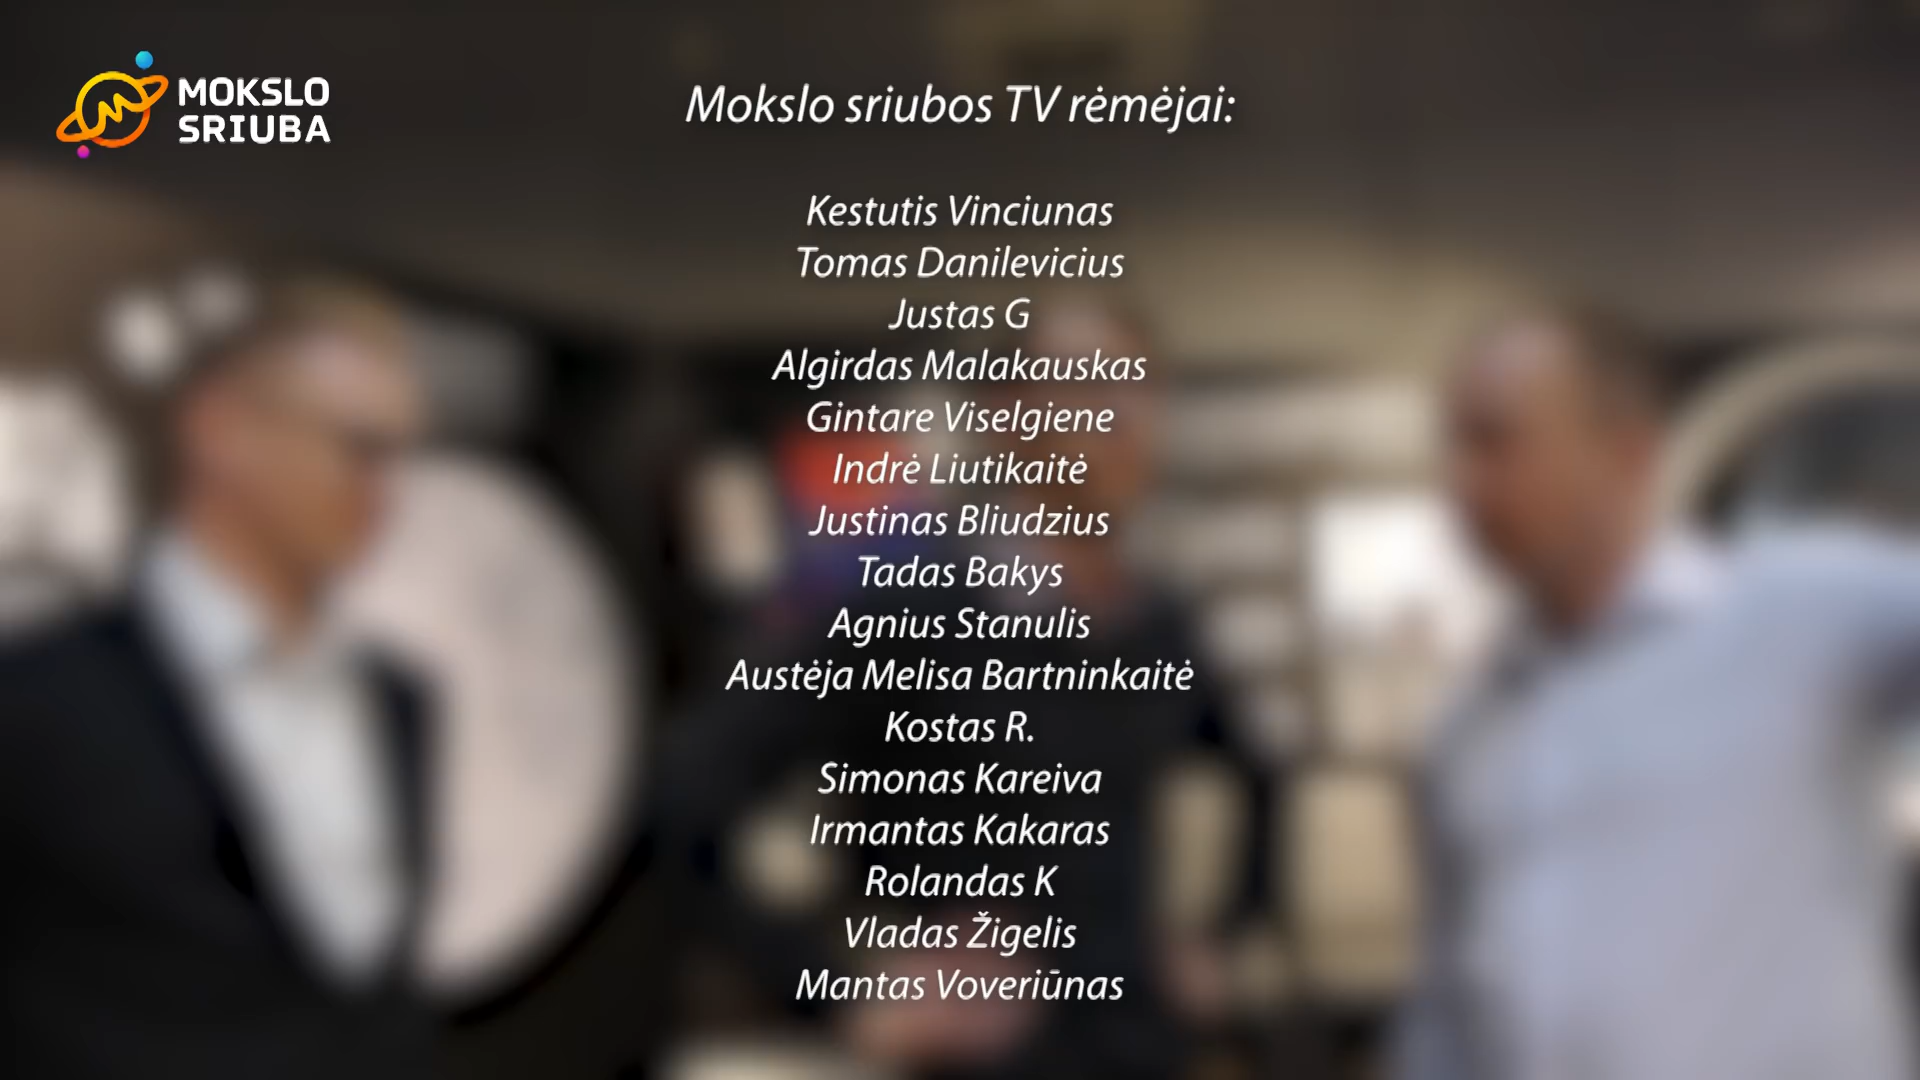 MOKSLO
SRIUBA
Mokslo sriubos TV rėmėjai:
Kestutis Vinciunas
Tomas Danilevicius
Justas G
Algirdas Malakauskas
Gintare Viselgiene
Indrė Liutikaitė
Justinas Bliudzius
Tadas Bakys
Agnius Stanulis
Austėja Melisa Bartninkaitė
Kostas R.
Simonas Kareiva
Irmantas Kakaras
Rolandas K
Vladas Žigelis
Mantas Voveriūnas